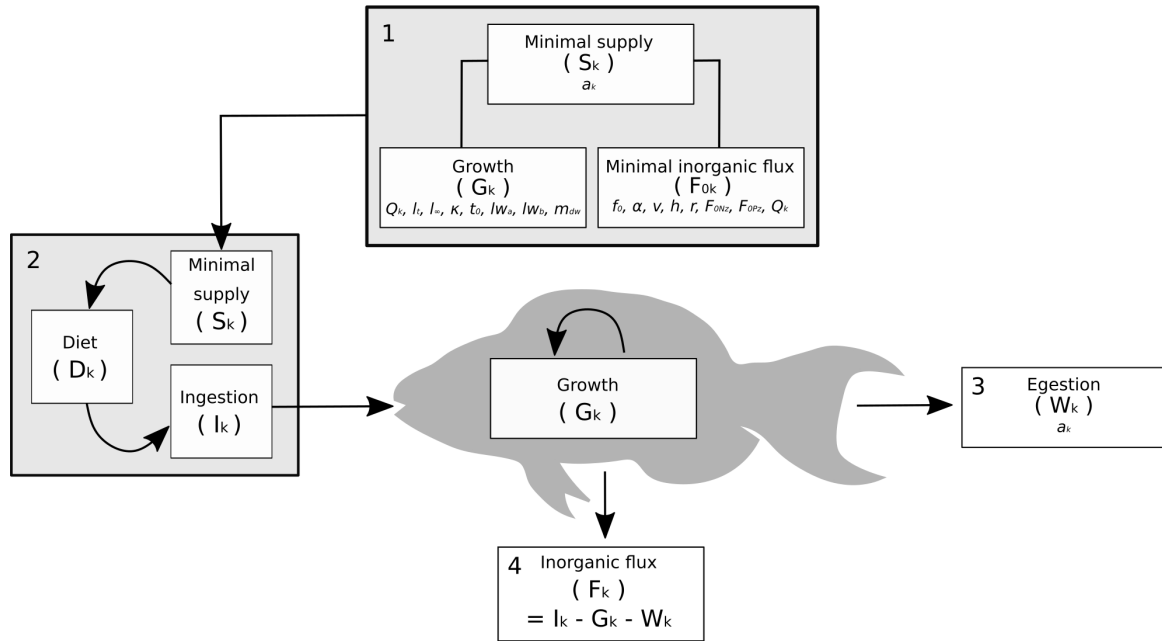 1
Minimal supply
( Sk )
ak
Growth
( Gk )
Qk, lt, l∞, κ, t0, lwa, lwb, mdw
Minimal inorganic flux
( F0k )
f0, α, v, h, r, F0Nz, F0Pz, Qk
2
Minimal
supply
( Sk )
Diet
( Dk )
Ingestion
( Ik )
Growth
( Gk )
3
Egestion
( Wk )
ak
4
Inorganic flux
( Fk )
= Ik - Gk - Wk